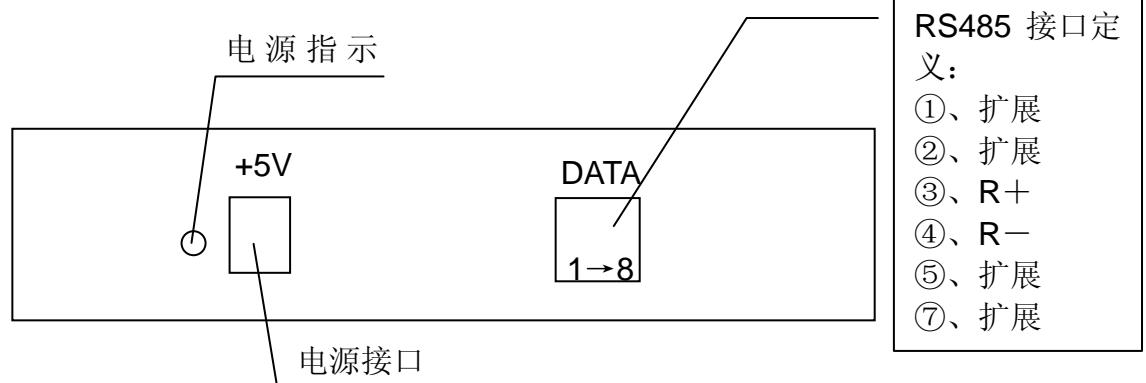 电源指示
+5V
DATA
1→8
电源接口
RS485 接口定
义：
①、扩展
②、扩展
③、R＋
④、R－
⑤、扩展
⑦、扩展